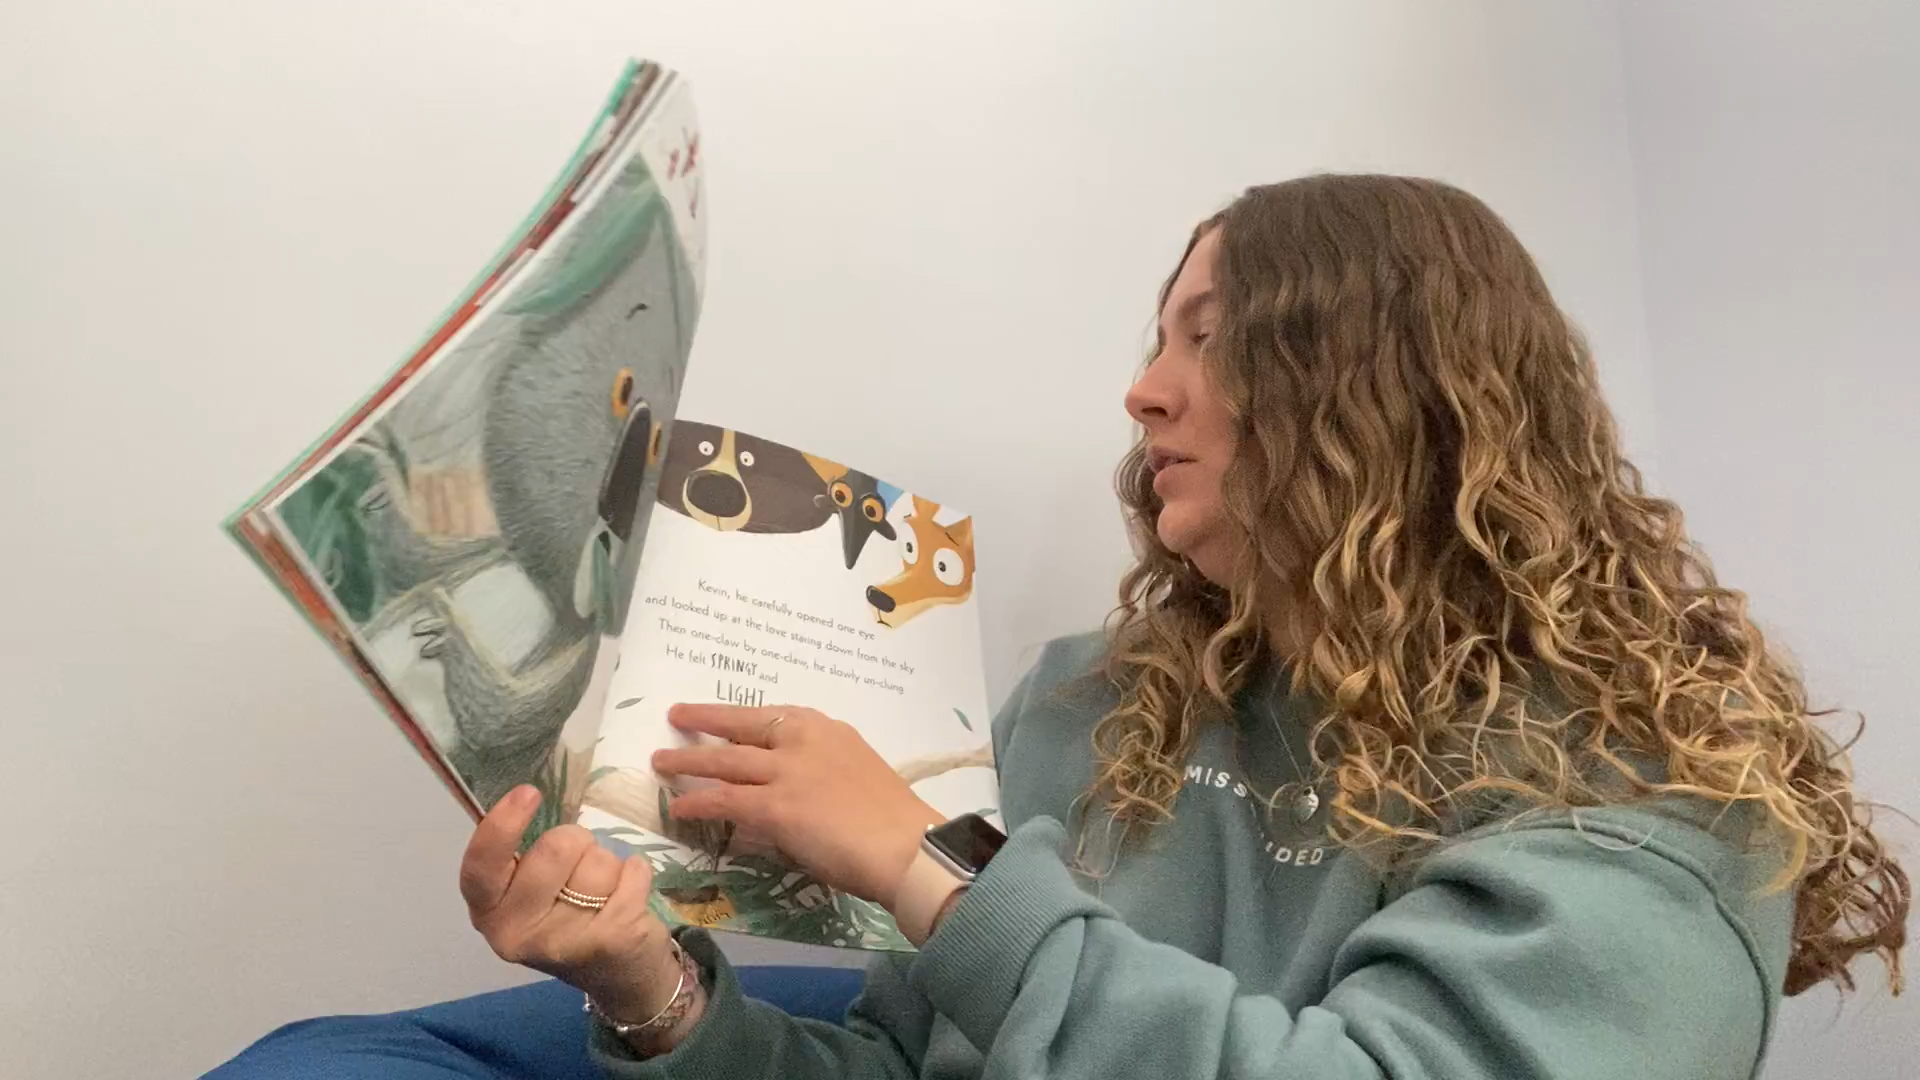 Kevin, he carefully opened one eye
and looked up at the love staring down from the sky
Then one-claw by one-claw, he slowly un-clung
He felt SPRINGY and
LIGHT
MISS